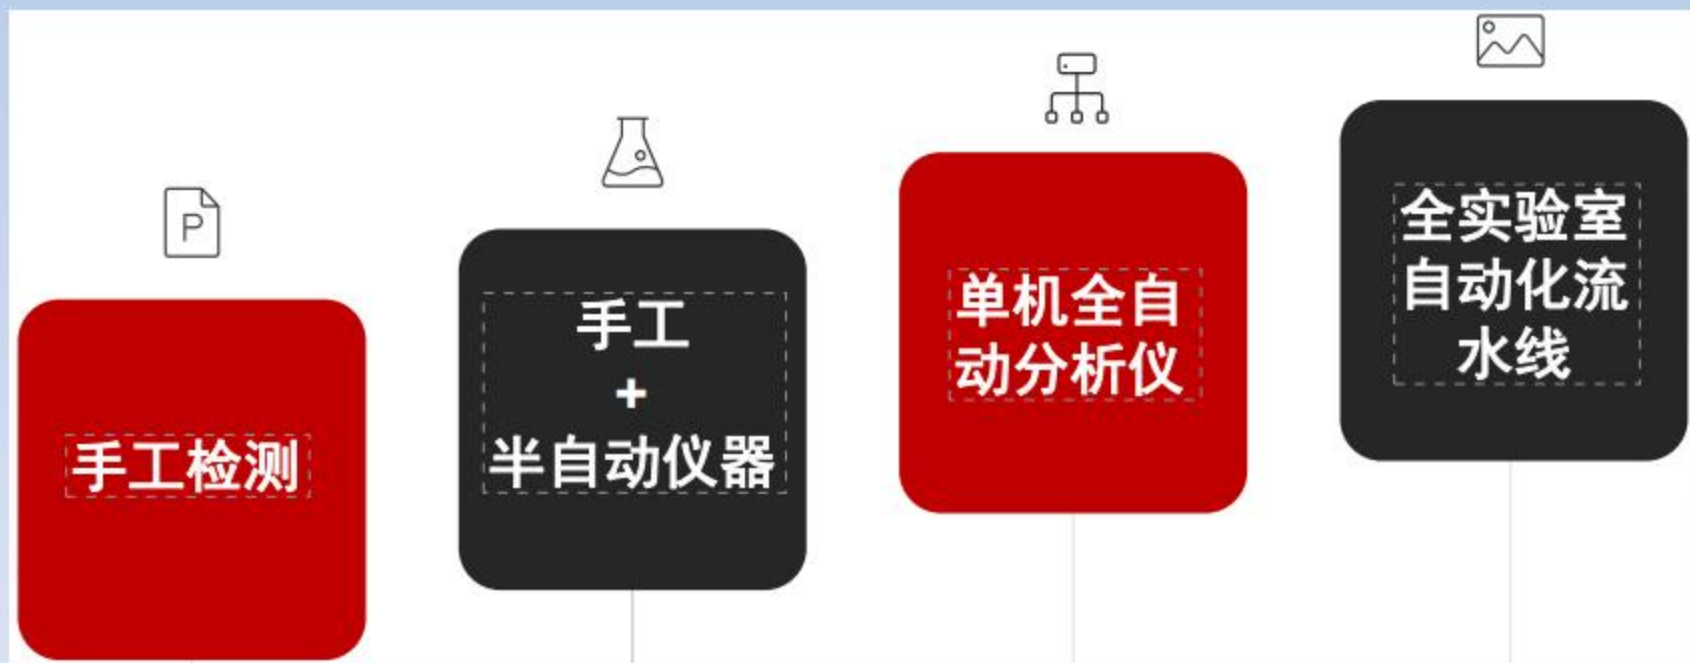 P
手工检测
手工
+
半自动仪器
单机全自
动分析仪
全实验室
自动化流
水线